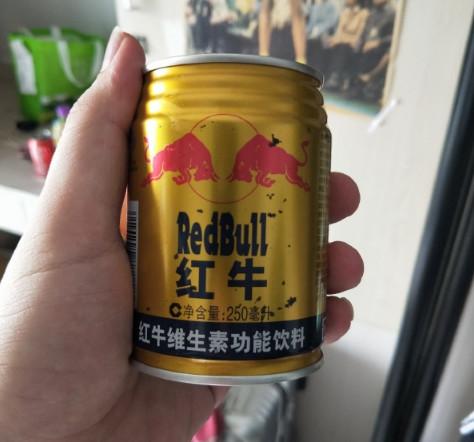 RedBull
红牛
净含量:250毫升
红牛维生素功能饮料